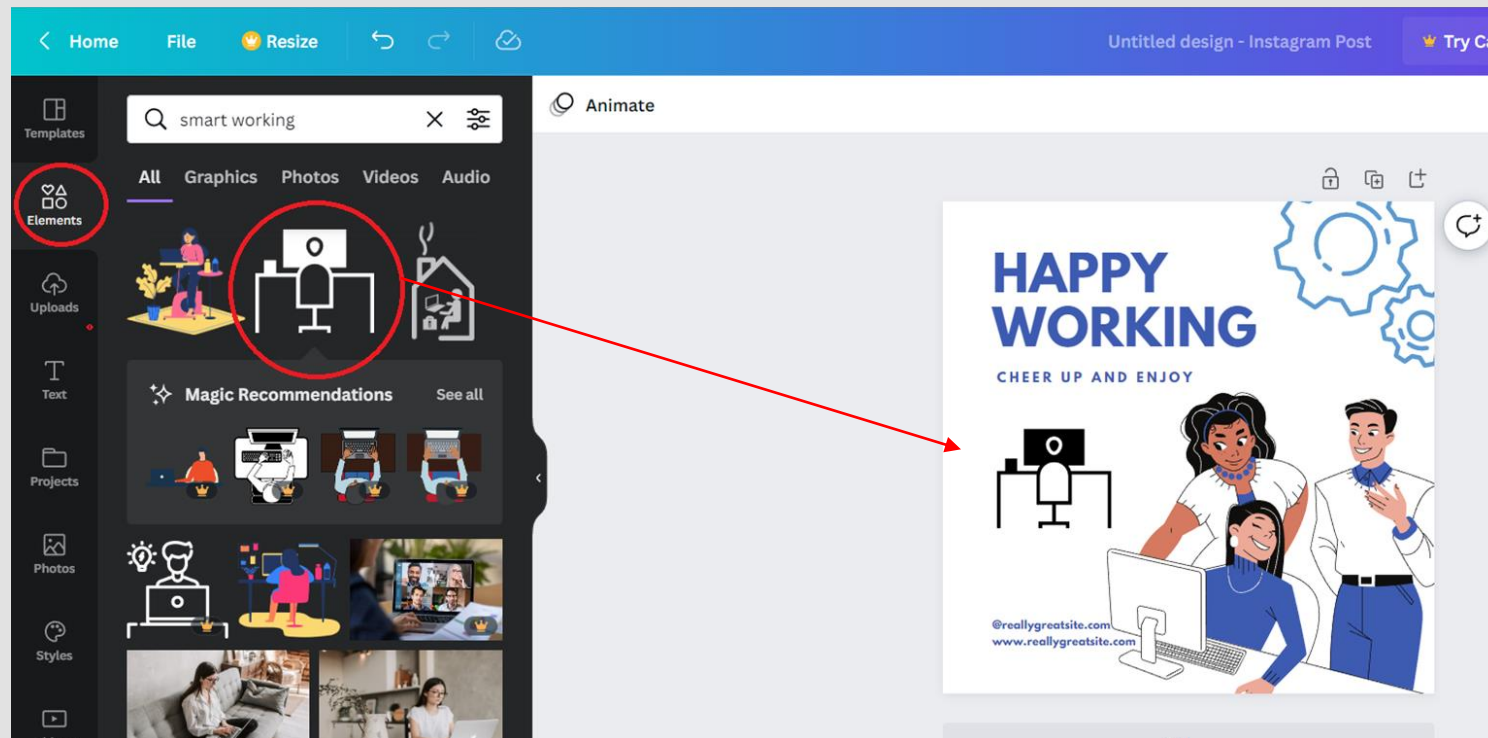 Home File Resize Untitled design - Instagram Post
Templates
Elements
Uploads
Text
Projects
Photos
Styles
smart working
All Graphics Photos Videos Audio
Magic Recommendations See all
Animate
HAPPY
WORKING
CHEER UP AND ENJOY
@reallygreatsite.com
www.reallygreatsite.com
Try